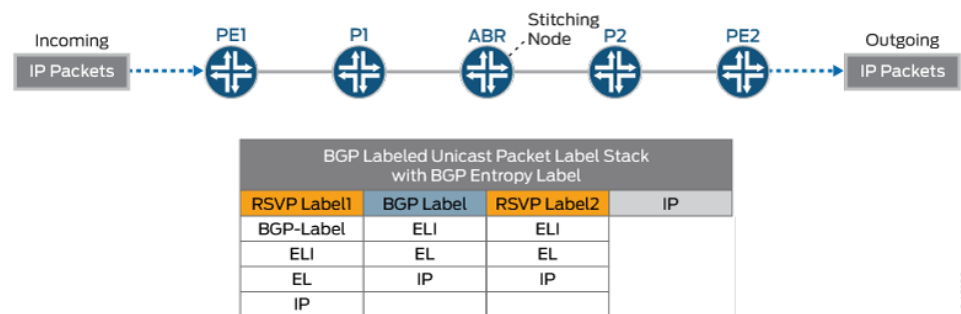 Incoming
IP Packets
PE1
P1
ABR
Stitching
Node
P2
PE2
Outgoing
IP Packets
BGP Labeled Unicast Packet Label Stack
with BGP Entropy Label
RSVP Label1 BGP Label RSVP Label2 IP
BGP-Label ELI ELI
ELI EL EL
EL IP IP
IP